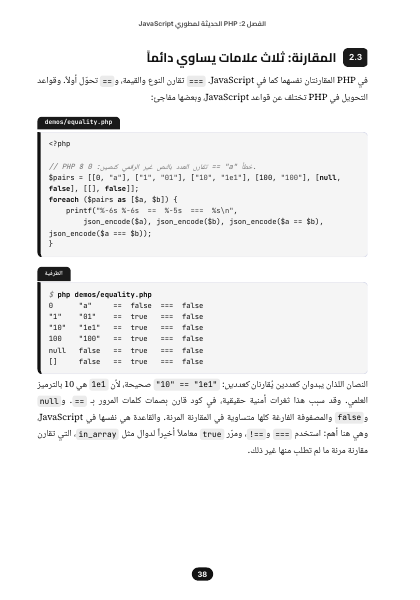 الفصل 2: PHP الحديثة لمطوري JavaScript
2.3 المقارنة: ثلاث علامات يساوي دائماً
في PHP المقارنتان نفسهما كما في JavaScript. === تقارن النوع والقيمة، و == تحوّل أولاً. وقواعد
التحويل في PHP تختلف عن قواعد JavaScript وبعضها مفاجئ:
demos/equality.php
<?php
// PHP 8 تقارن العدد بالنص غير الرقمي كنصين: 0 == "a" خطأ.
$pairs = [[0, "a"], ["1", "01"], ["10", "1e1"], [100, "100"], [null,
false], [[], false]];
foreach ($pairs as [$a, $b]) {
    printf("%-6s %-6s  ==  %-5s  ===  %s\n",
        json_encode($a), json_encode($b), json_encode($a == $b),
json_encode($a === $b));
}
الطرفية
$ php demos/equality.php
0      "a"     ==  false  ===  false
"1"    "01"    ==  true   ===  false
"10"   "1e1"   ==  true   ===  false
100    "100"   ==  true   ===  false
null   false   ==  true   ===  false
[]     false   ==  true   ===  false
النصان اللذان يبدوان كعددين يُقارنان كعددين: "10" == "1e1" صحيحة، لأن 1e1 هي 10 بالترميز
العلمي. وقد سبب هذا ثغرات أمنية حقيقية، في كود قارن بصمات كلمات المرور بـ ==. و null
و false والمصفوفة الفارغة كلها متساوية في المقارنة المرنة. والقاعدة هي نفسها في JavaScript
وهي هنا أهم: استخدم === و !==، ومرّر true معاملاً أخيراً لدوال مثل in_array، التي تقارن
مقارنة مرنة ما لم تطلب منها غير ذلك.
38